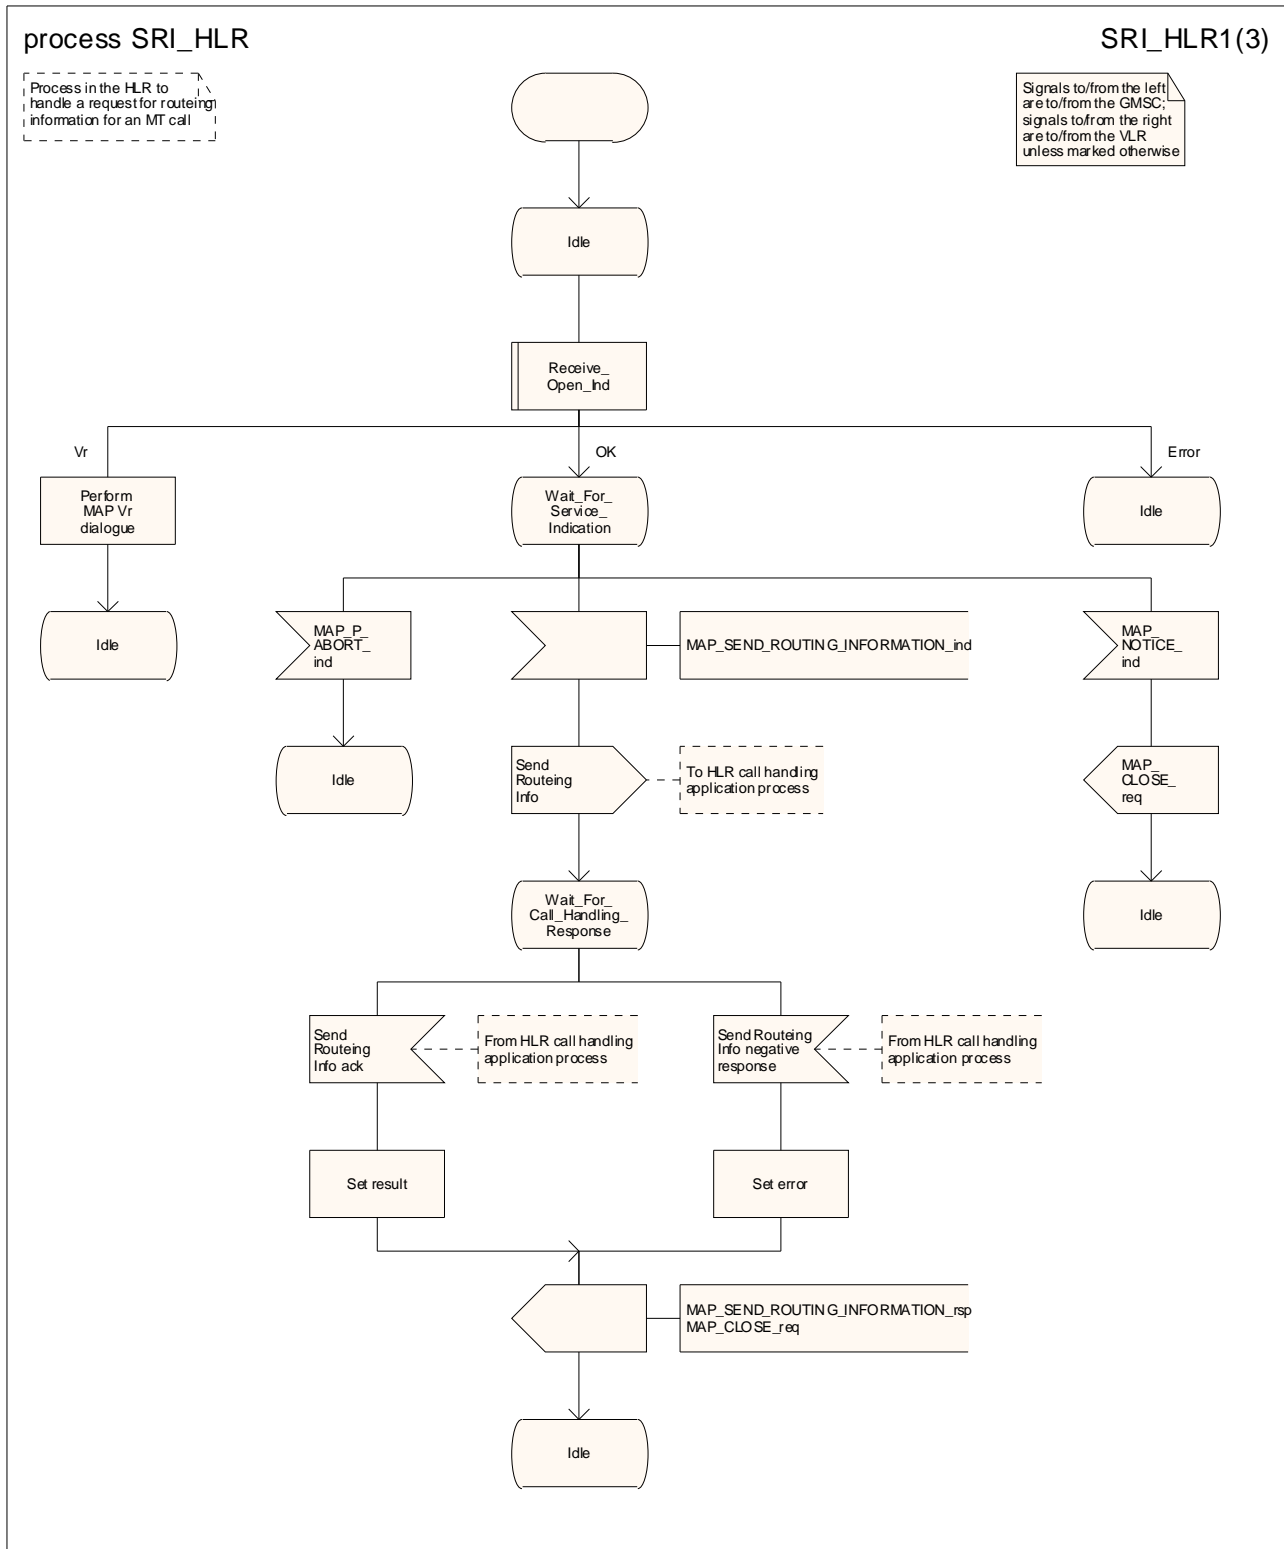 process SRI_HLR
SRI_HLR1(3)
Process in the HLR to
handle a request for routeing
information for an MT call
Signals to/from the left
are to/from the GMSC;
signals to/from the right
are to/from the VLR
unless marked otherwise
Idle
Receive_
Open_Ind
Vr
OK
Error
Perform
MAP Vr
dialogue
Wait_For_
Service_
Indication
Idle
Idle
MAP_P_
ABORT_
ind
MAP_SEND_ROUTING_INFORMATION_ind
MAP_
NOTICE_
ind
Idle
Send
Routeing
Info
To HLR call handling
application process
MAP_
CLOSE_
req
Wait_For_
Call_Handling_
Response
Idle
Send
Routeing
Info ack
From HLR call handling
application process
Send Routeing
Info negative
response
From HLR call handling
application process
Set result
Set error
MAP_SEND_ROUTING_INFORMATION_rsp
MAP_CLOSE_req
Idle